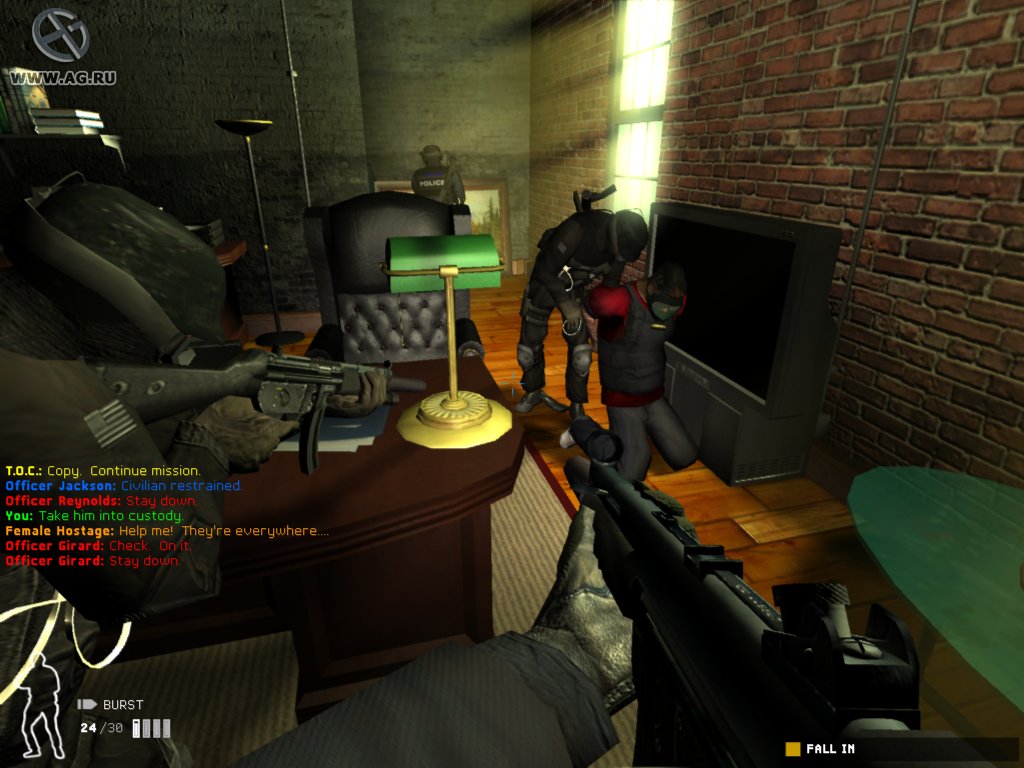 WWW.AG.RU
POLICE
T.O.C.: Copy. Continue mission.
Officer Jackson: Civilian restrained.
Officer Reynolds: Stay down.
You: Take him into custody.
Female Hostage: Help me! They're everywhere....
Officer Girard: Check. On it.
Officer Girard: Stay down.
BURST
24/30
FALL IN